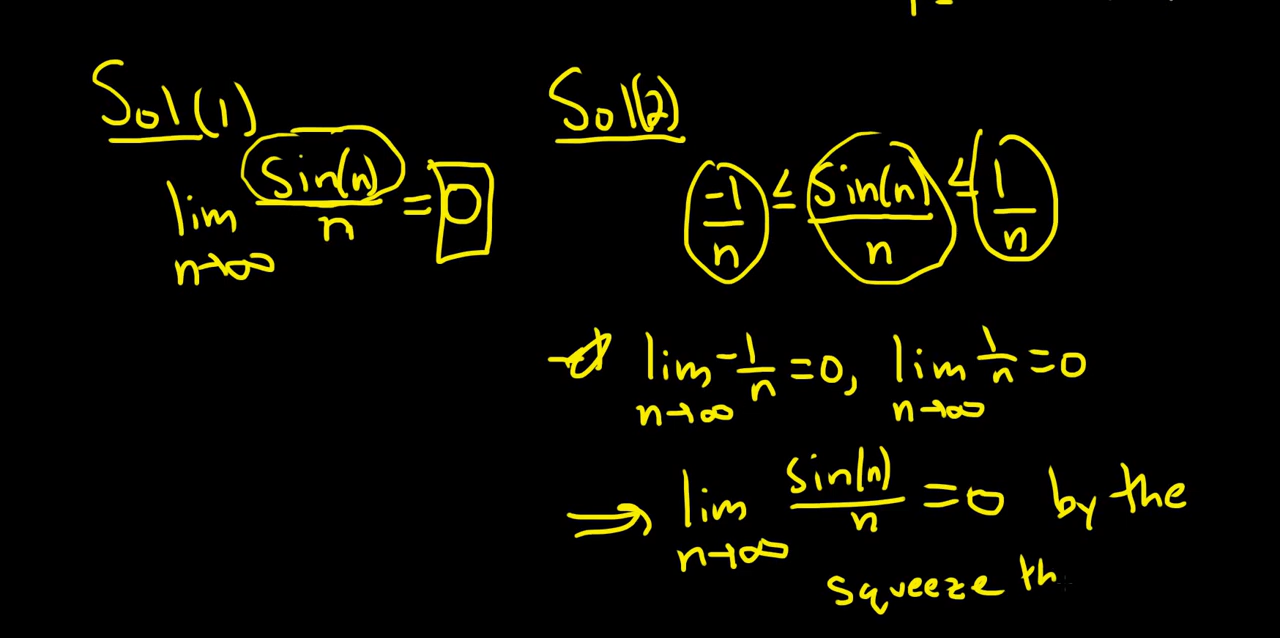 Sol(1)
lim n→∞ sin(n)/n = 0
Sol(2)
-1/n ≤ sin(n)/n ≤ 1/n
lim n→∞ -1/n = 0, lim n→∞ 1/n = 0
⇒ lim n→∞ sin(n)/n = 0 by the
squeeze th